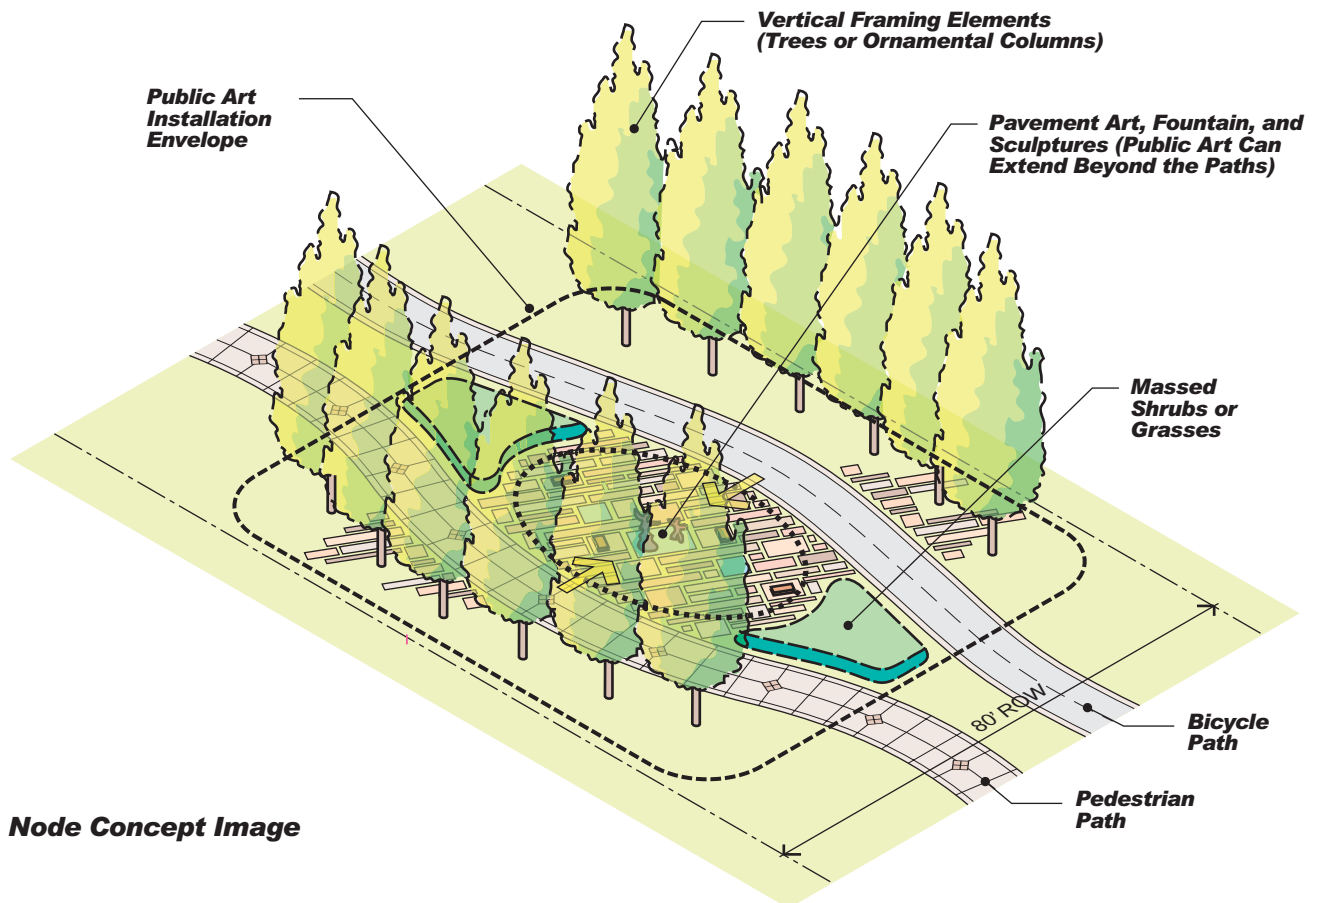 Vertical Framing Elements
(Trees or Ornamental Columns)
Public Art
Installation
Envelope
Pavement Art, Fountain, and
Sculptures (Public Art Can
Extend Beyond the Paths)
Massed
Shrubs or
Grasses
80' ROW
Bicycle
Path
Pedestrian
Path
Node Concept Image